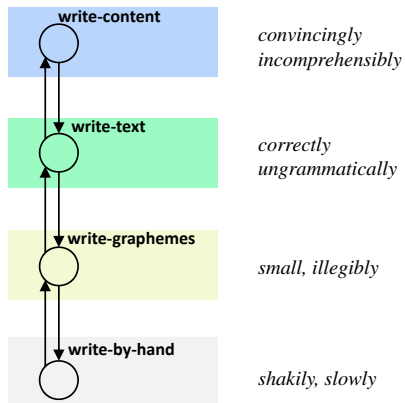 write-content
convincingly
incomprehensibly
write-text
correctly
ungrammatically
write-graphemes
small, illegibly
write-by-hand
shakily, slowly